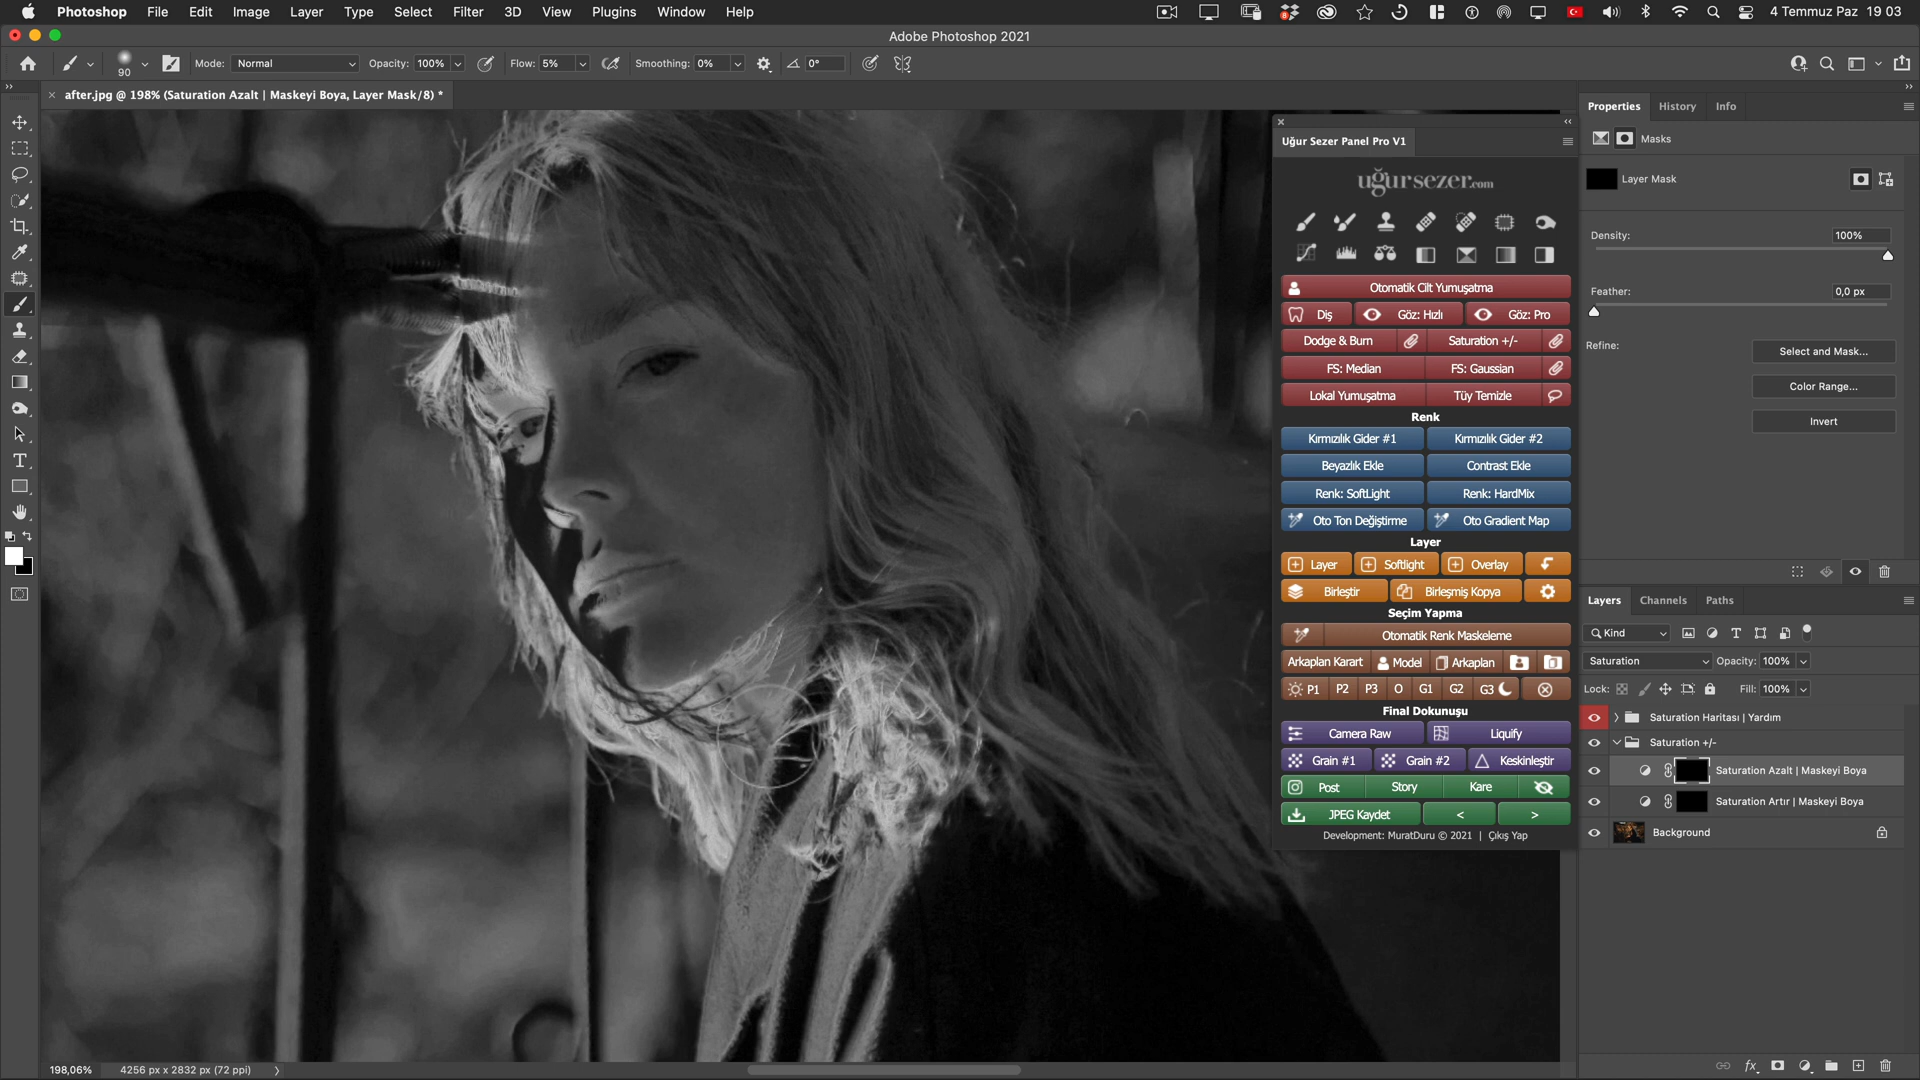 Photoshop File Edit Image Layer Type Select Filter 3D View Plugins Window Help 8 4 Temmuz Paz 19 03
Adobe Photoshop 2021
90 Mode: Normal Opacity: 100% Flow: 5% Smoothing: 0% 0°
after.jpg @ 198% (Saturation Azalt | Maskeyi Boya, Layer Mask/8) *
Uğur Sezer Panel Pro V1
uğursezer.com
Otomatik Cilt Yumuşatma
Diş Göz: Hızlı Göz: Pro
Dodge & Burn Saturation +/-
FS: Median FS: Gaussian
Lokal Yumuşatma Tüy Temizle
Renk
Kırmızılık Gider #1 Kırmızılık Gider #2
Beyazlık Ekle Contrast Ekle
Renk: SoftLight Renk: HardMix
Oto Ton Değiştirme Oto Gradient Map
Layer
Layer Softlight Overlay
Birleştir Birleşmiş Kopya
Seçim Yapma
Otomatik Renk Maskeleme
Arkaplan Karart Model Arkaplan
P1 P2 P3 O G1 G2 G3
Final Dokunuşu
Camera Raw Liquify
Grain #1 Grain #2 Keskinleştir
Post Story Kare
JPEG Kaydet < >
Development: MuratDuru © 2021 | Çıkış Yap
Properties History Info
Masks
Layer Mask
Density: 100%
Feather: 0,0 px
Refine: Select and Mask...
Color Range...
Invert
Layers Channels Paths
Kind
Saturation Opacity: 100%
Lock: Fill: 100%
Saturation Haritası | Yardım
Saturation +/-
Saturation Azalt | Maskeyi Boya
Saturation Artır | Maskeyi Boya
Background
198,06% 4256 px x 2832 px (72 ppi)